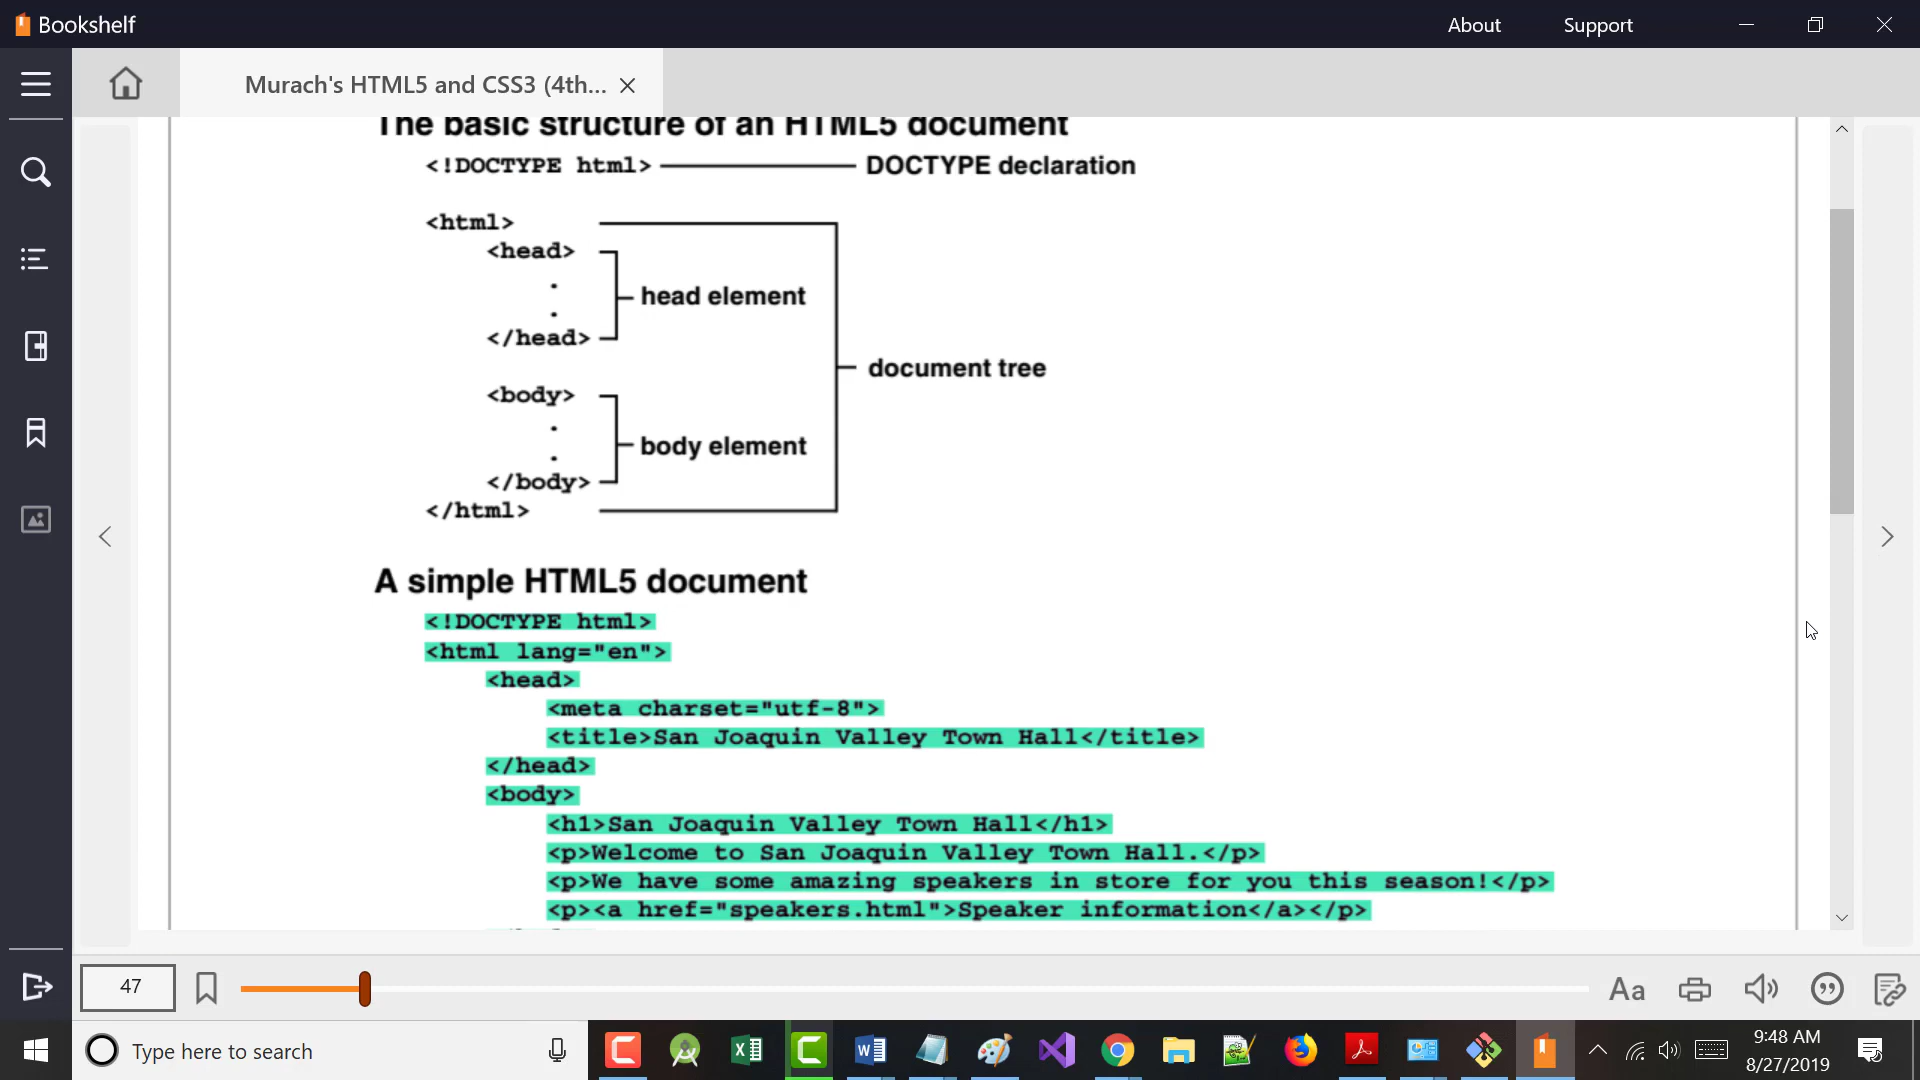 Bookshelf
About
Support
Murach's HTML5 and CSS3 (4th...
The basic structure of an HTML5 document
<!DOCTYPE html>
DOCTYPE declaration
<html>
<head>
.
head element
.
</head>
document tree
<body>
.
body element
.
</body>
</html>
A simple HTML5 document
<!DOCTYPE html>
<html lang="en">
<head>
<meta charset="utf-8">
<title>San Joaquin Valley Town Hall</title>
</head>
<body>
<h1>San Joaquin Valley Town Hall</h1>
<p>Welcome to San Joaquin Valley Town Hall.</p>
<p>We have some amazing speakers in store for you this season!</p>
<p><a href="speakers.html">Speaker information</a></p>
47
Aa
Type here to search
9:48 AM
8/27/2019